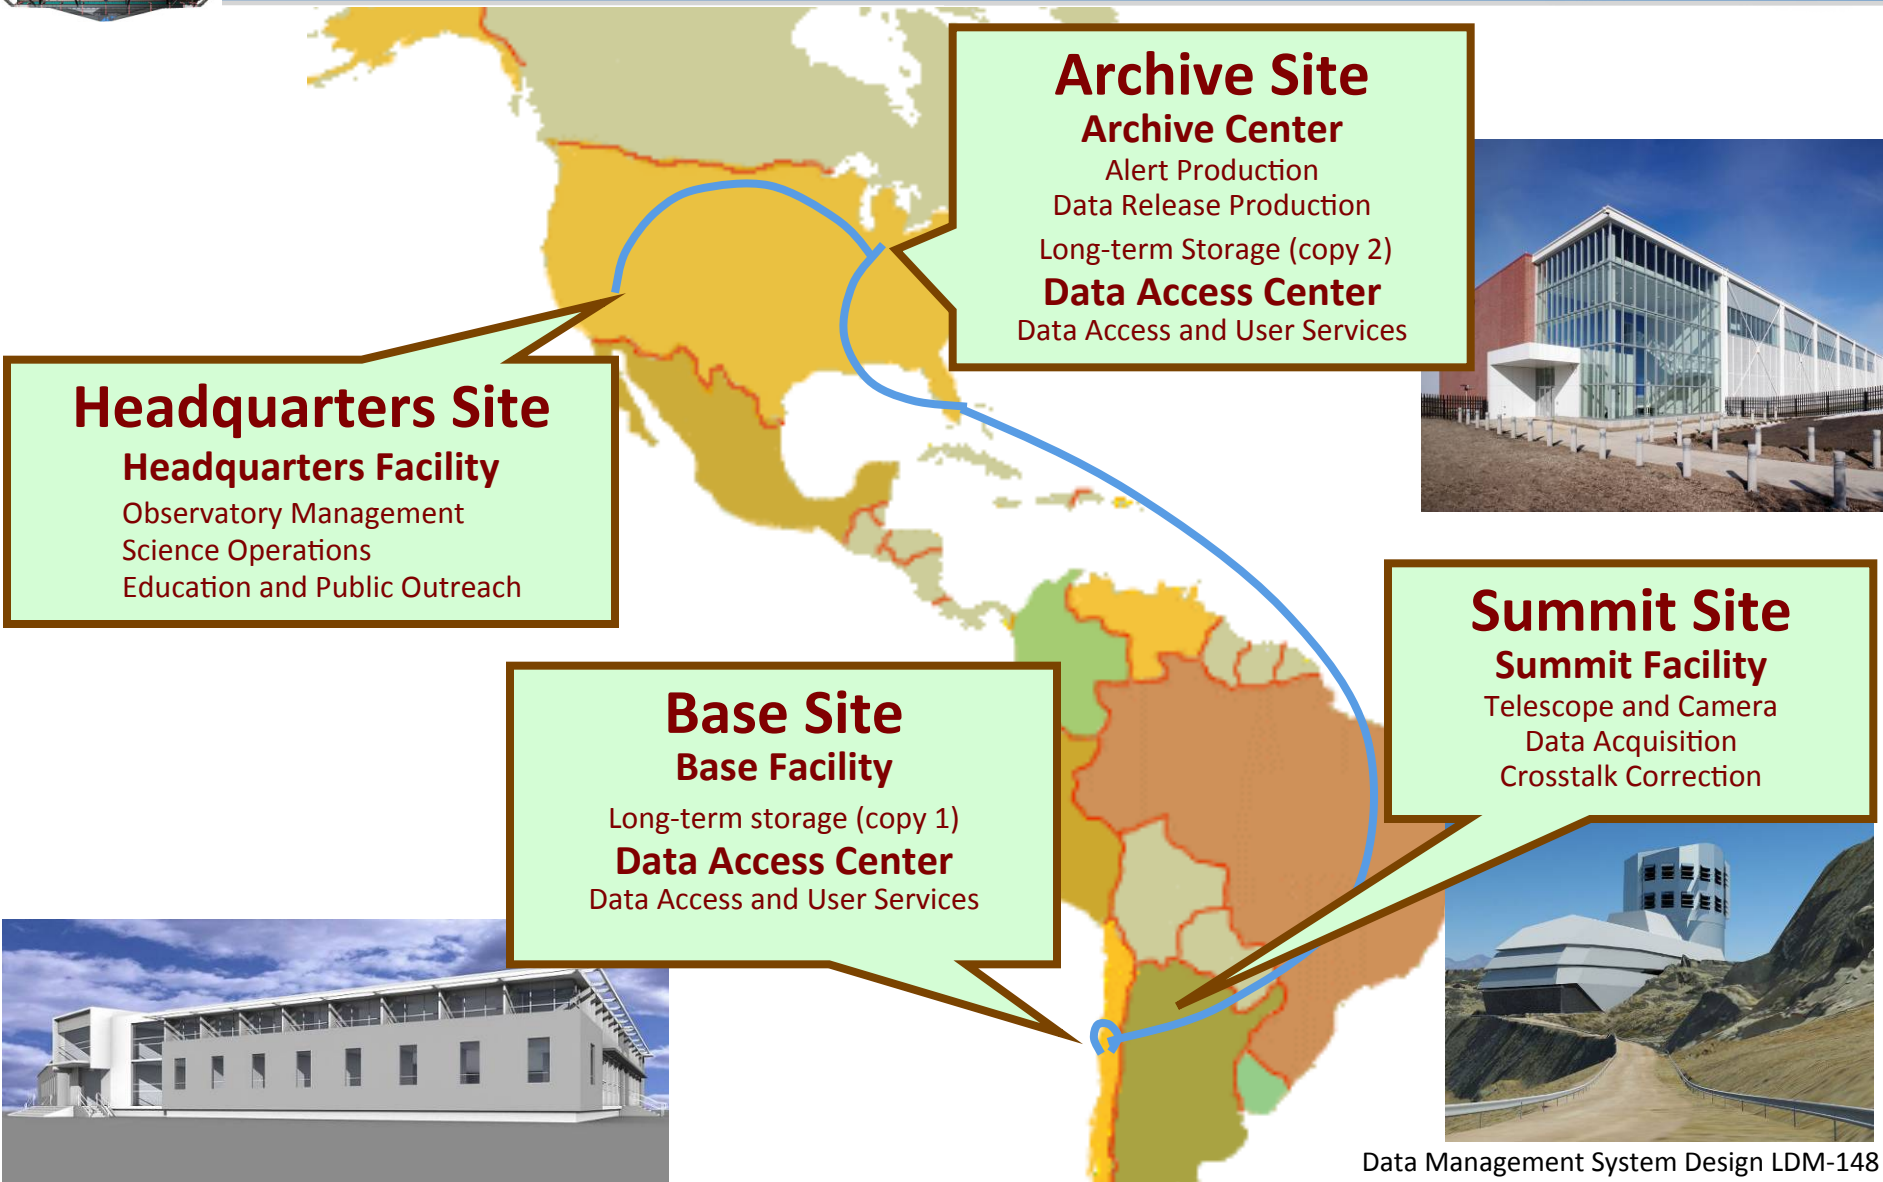 Archive Site
Archive Center
Alert Production
Data Release Production
Long-term Storage (copy 2)
Data Access Center
Data Access and User Services
Headquarters Site
Headquarters Facility
Observatory Management
Science Operations
Education and Public Outreach
Base Site
Base Facility
Long-term storage (copy 1)
Data Access Center
Data Access and User Services
Summit Site
Summit Facility
Telescope and Camera
Data Acquisition
Crosstalk Correction
Data Management System Design LDM-148